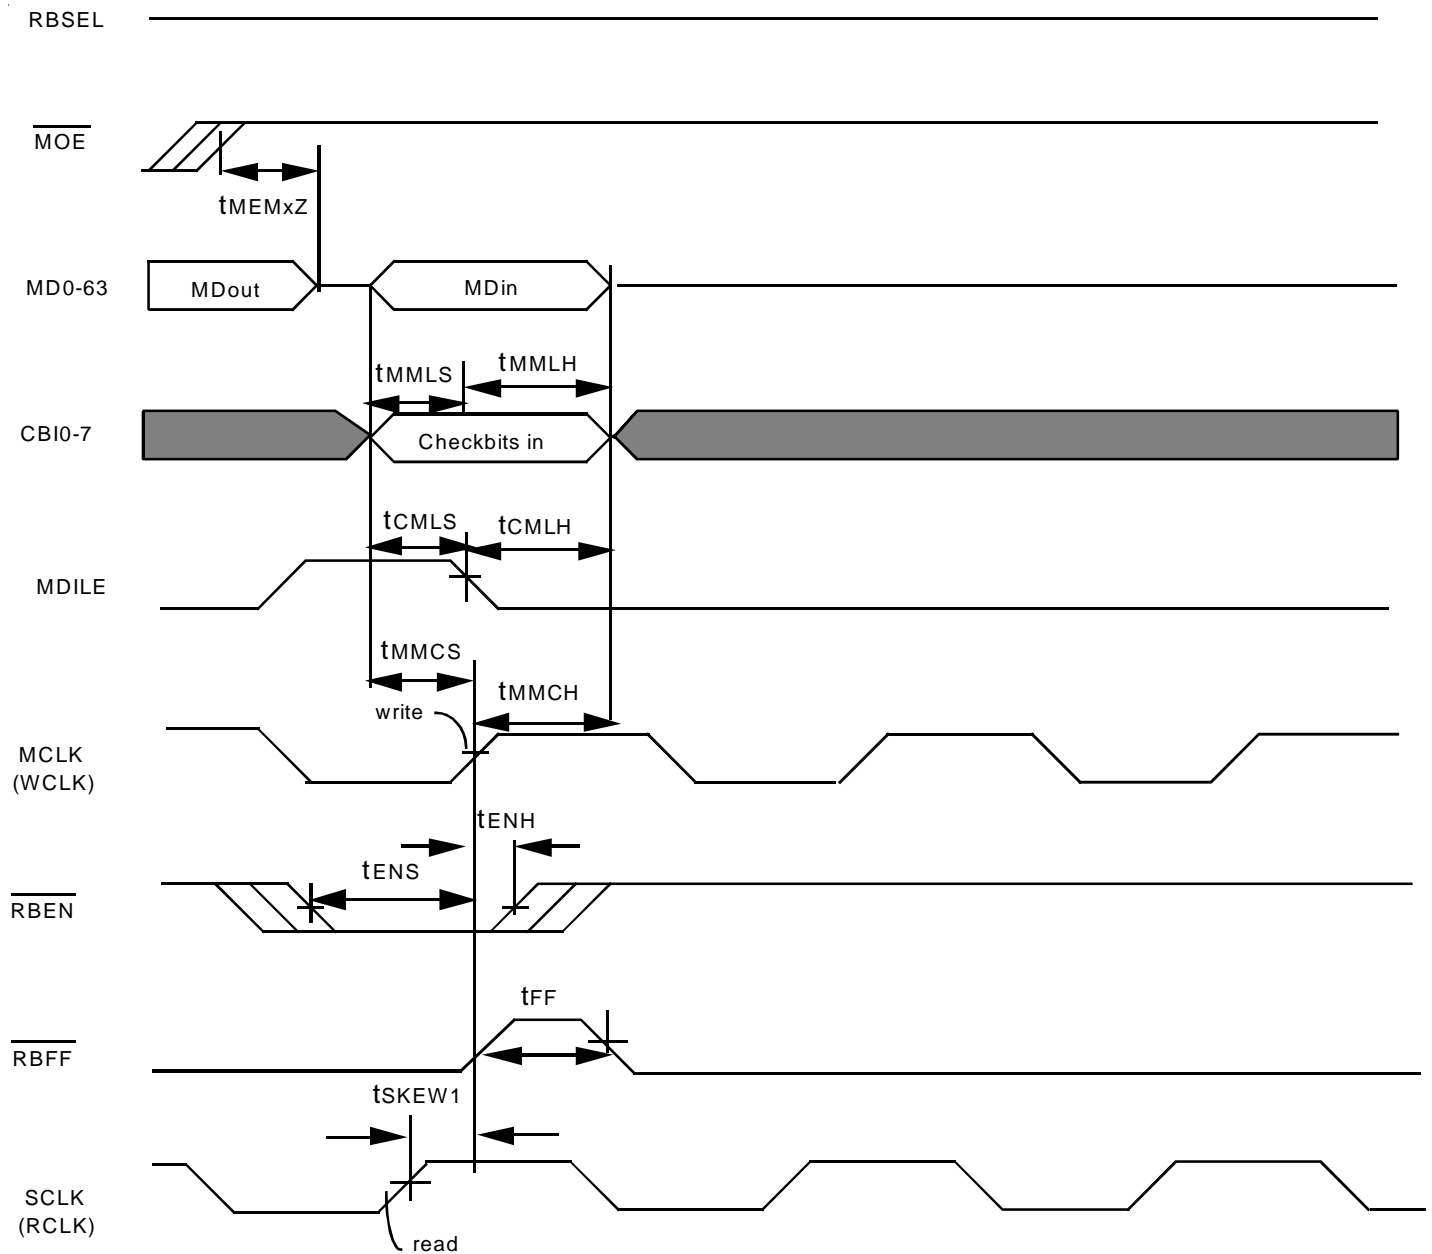 RBSEL
MOE
tMEMxZ
MD0-63
MDout
MDin
tMMLS
tMMLH
CBI0-7
Checkbits in
tCMLS
tCMLH
MDILE
tMMCS
tMMCH
write
MCLK
(WCLK)
tENH
tENS
RBEN
tFF
RBFF
tSKEW1
SCLK
(RCLK)
read